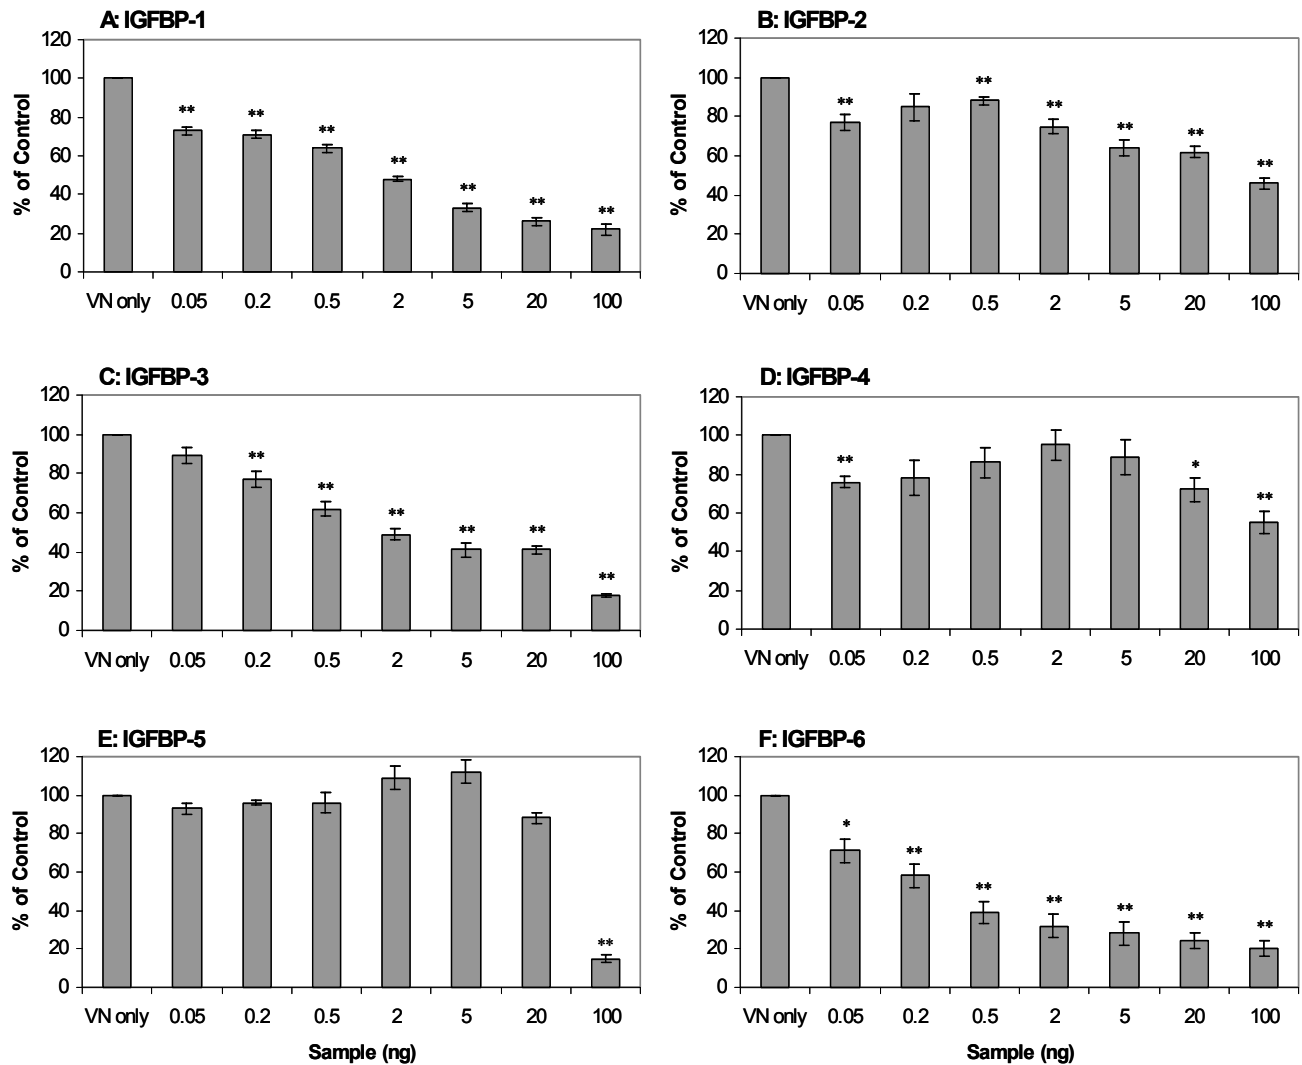 A: IGFBP-1
% of Control
120
100
80
60
40
20
0
** ** ** ** ** ** **
VN only 0.05 0.2 0.5 2 5 20 100
B: IGFBP-2
% of Control
120
100
80
60
40
20
0
** ** ** ** ** **
VN only 0.05 0.2 0.5 2 5 20 100
C: IGFBP-3
% of Control
120
100
80
60
40
20
0
** ** ** ** ** **
VN only 0.05 0.2 0.5 2 5 20 100
D: IGFBP-4
% of Control
120
100
80
60
40
20
0
** * **
VN only 0.05 0.2 0.5 2 5 20 100
E: IGFBP-5
% of Control
120
100
80
60
40
20
0
**
VN only 0.05 0.2 0.5 2 5 20 100
Sample (ng)
F: IGFBP-6
% of Control
120
100
80
60
40
20
0
* ** ** ** ** ** **
VN only 0.05 0.2 0.5 2 5 20 100
Sample (ng)